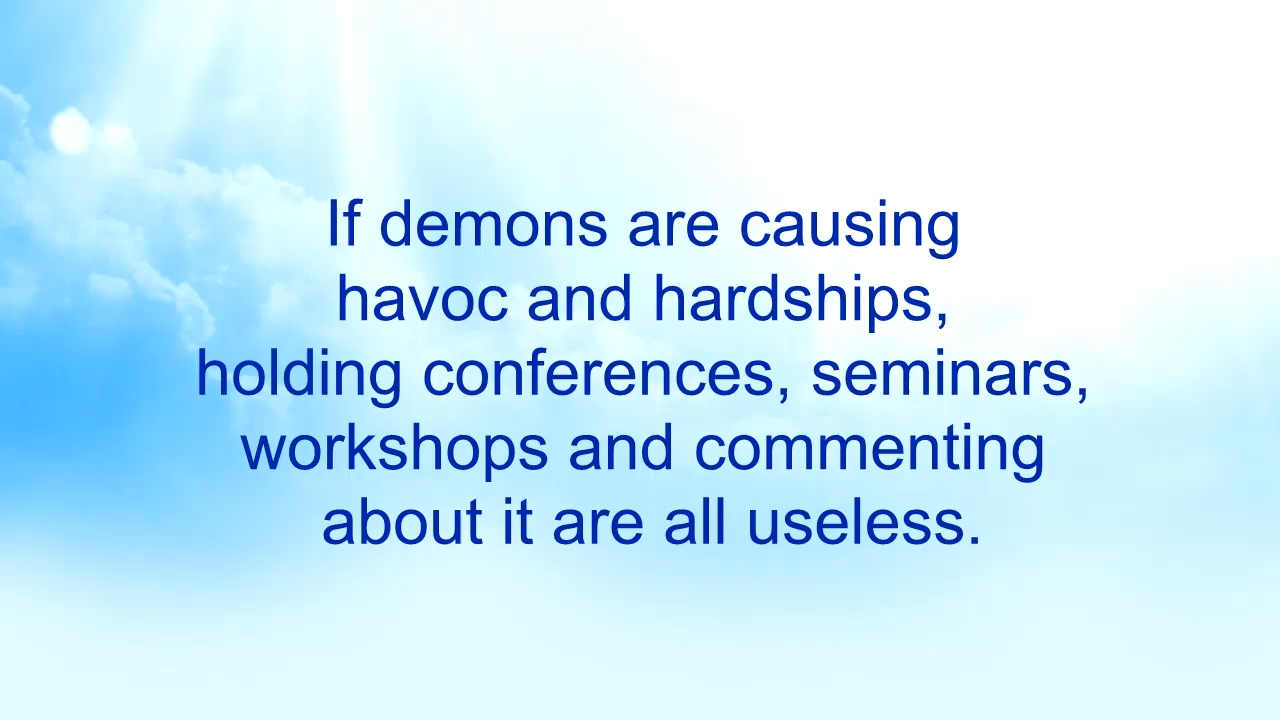 If demons are causing
havoc and hardships,
holding conferences, seminars,
workshops and commenting
about it are all useless.